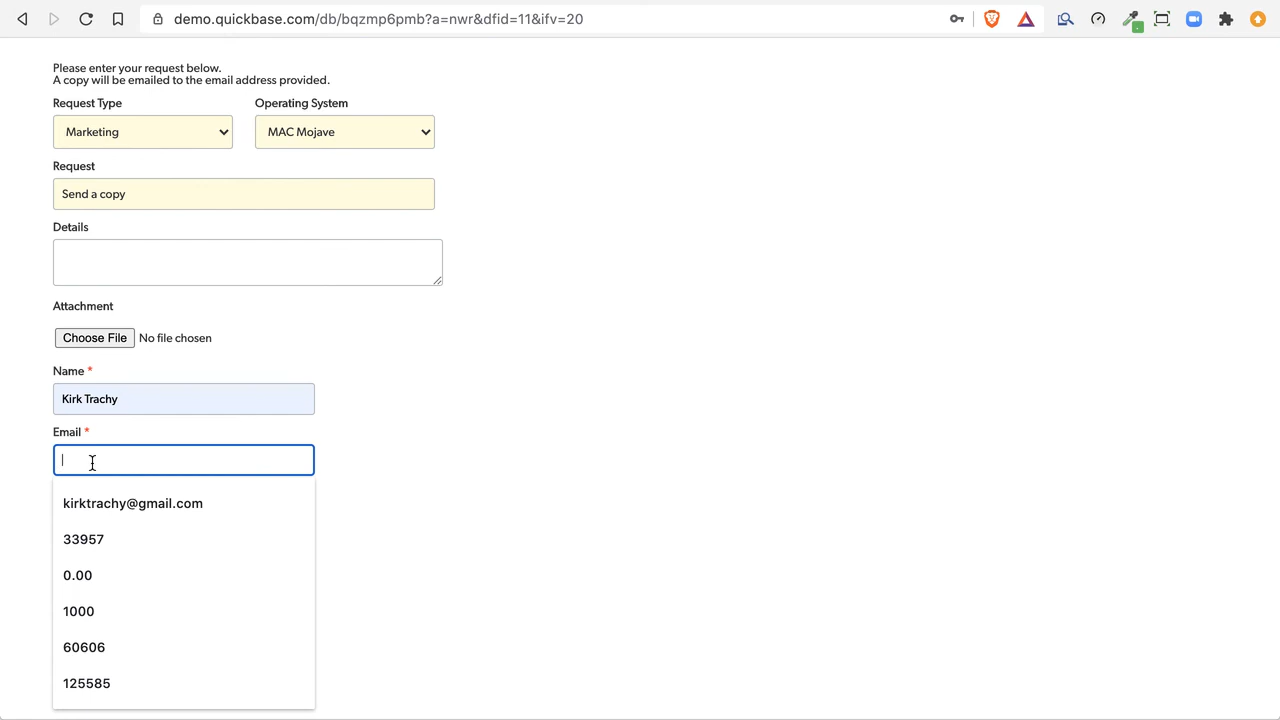 demo.quickbase.com/db/bqzmp6pmb?a=nwr&dfid=11&ifv=20
Please enter your request below.
A copy will be emailed to the email address provided.
Request Type Operating System
Marketing MAC Mojave
Request
Send a copy
Details
Attachment
Choose File No file chosen
Name *
Kirk Trachy
Email *
kirktrachy@gmail.com
33957
0.00
1000
60606
125585